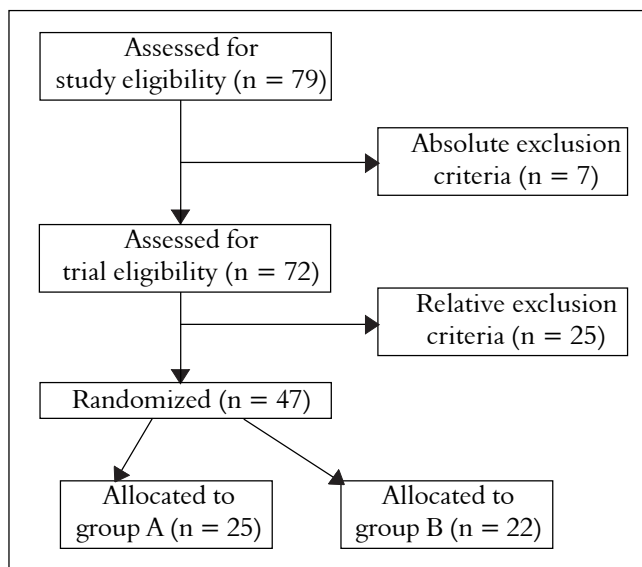 Assessed for
study eligibility (n = 79)
Absolute exclusion
criteria (n = 7)
Assessed for
trial eligibility (n = 72)
Relative exclusion
criteria (n = 25)
Randomized (n = 47)
Allocated to
group A (n = 25)
Allocated to
group B (n = 22)